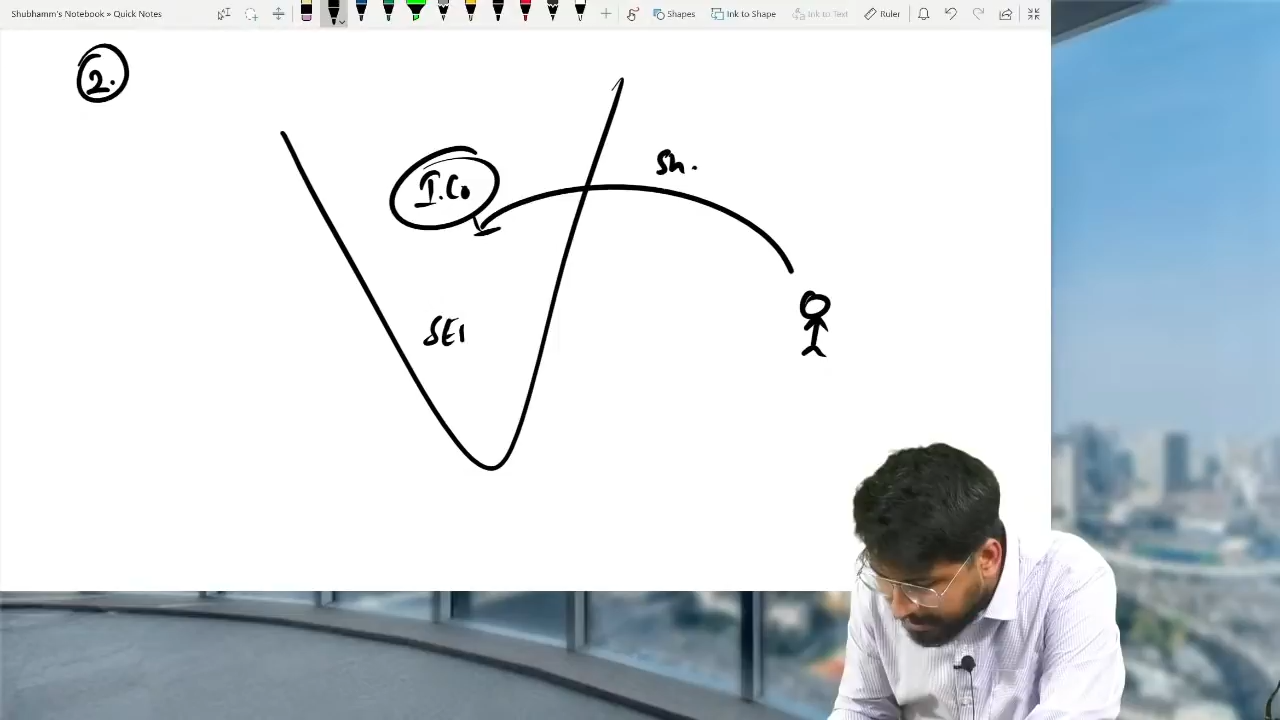 Shubhamm's Notebook » Quick Notes
Shapes
Ink to Shape
Ink to Text
Ruler
2.
I.Co
Sh.
SEI